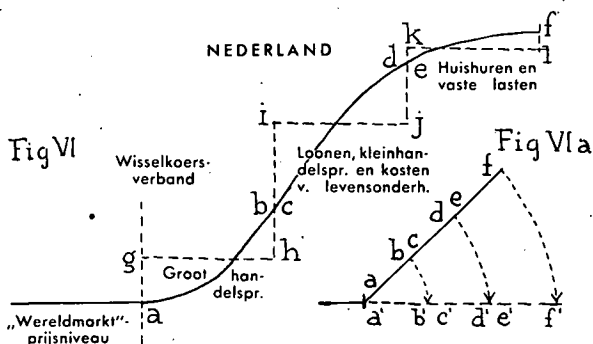 NEDERLAND
Fig VI
Wisselkoers-
verband
g
Groot han-
delspr.
h
b c
i
j
Loonen, kleinhan-
delspr. en kosten
v. levensonderh.
d
e
k
f
l
Huishuren en
vaste lasten
„Wereldmarkt"-
prijsniveau
a
Fig VIa
f
d e
b c
a
a' b' c' d' e' f'